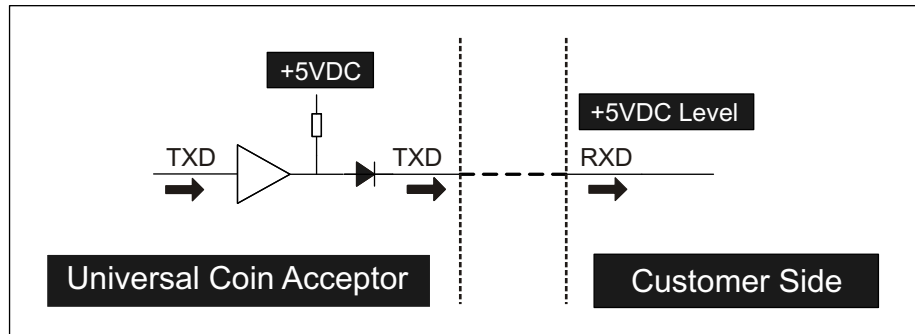 +5VDC
+5VDC Level
TXD
TXD
RXD
Universal Coin Acceptor
Customer Side